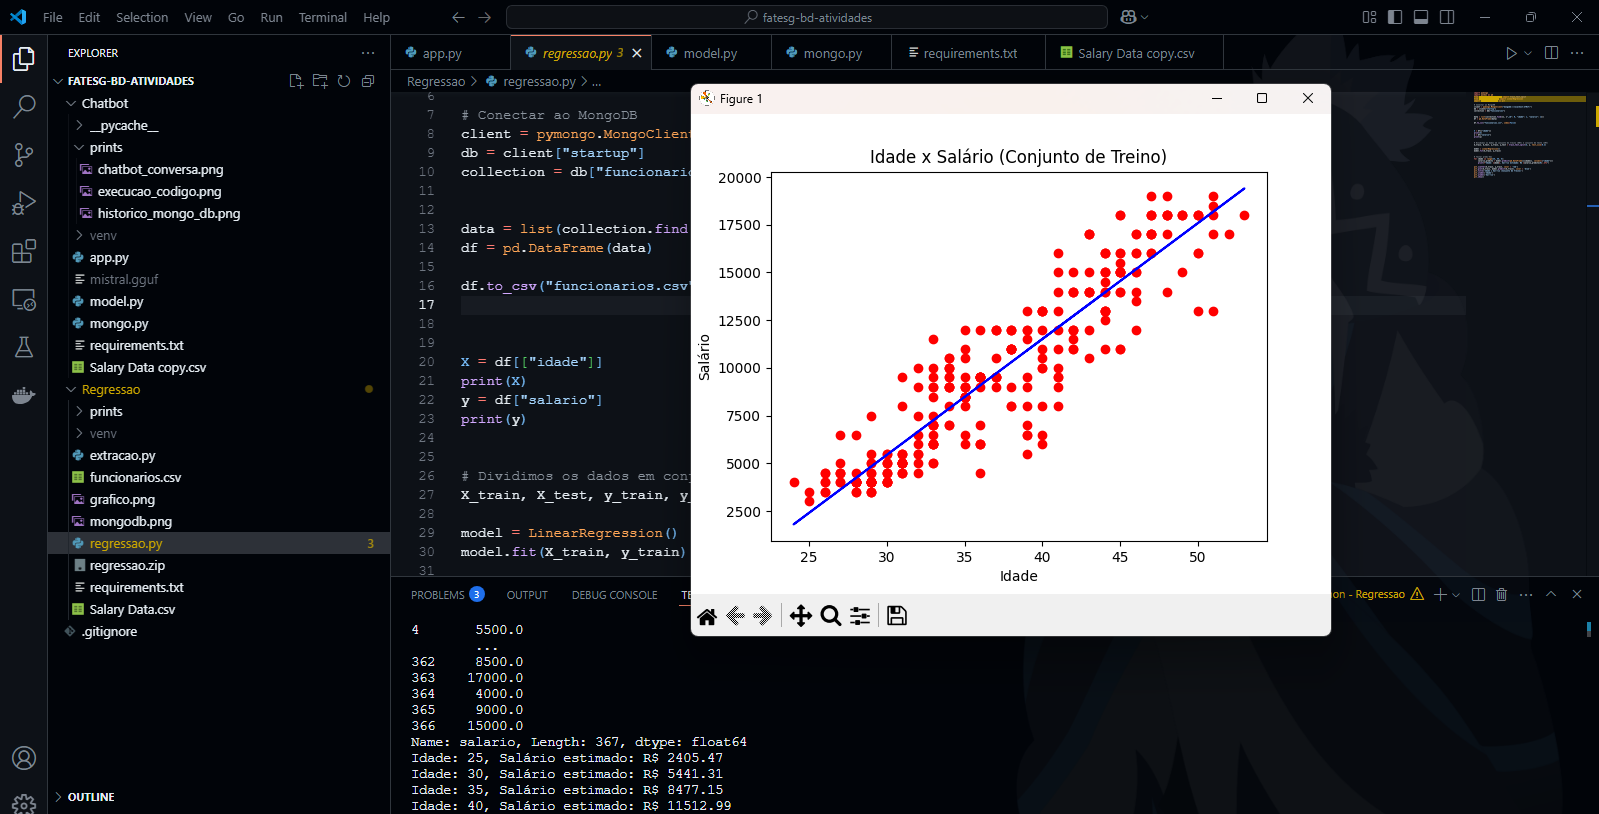 File Edit Selection View Go Run Terminal Help
fatesg-bd-atividades
EXPLORER
FATESG-BD-ATIVIDADES
Chatbot
__pycache__
prints
chatbot_conversa.png
execucao_codigo.png
historico_mongo_db.png
venv
app.py
mistral.gguf
model.py
mongo.py
requirements.txt
Salary Data copy.csv
Regressao
prints
venv
extracao.py
funcionarios.csv
grafico.png
mongodb.png
regressao.py 3
regressao.zip
requirements.txt
Salary Data.csv
.gitignore
OUTLINE
app.py regressao.py 3 model.py mongo.py requirements.txt Salary Data copy.csv
Regressao > regressao.py > ...
6
7 # Conectar ao MongoDB
8 client = pymongo.MongoClient
9 db = client["startup"]
10 collection = db["funcionario
11
12
13 data = list(collection.find
14 df = pd.DataFrame(data)
15
16 df.to_csv("funcionarios.csv"
17
18
19
20 X = df[["idade"]]
21 print(X)
22 y = df["salario"]
23 print(y)
24
25
26 # Dividimos os dados em con
27 X_train, X_test, y_train, y_
28
29 model = LinearRegression()
30 model.fit(X_train, y_train)
31
Figure 1
Idade x Salário (Conjunto de Treino)
20000
17500
15000
12500
10000
7500
5000
2500
Salário
25 30 35 40 45 50
Idade
PROBLEMS 3 OUTPUT DEBUG CONSOLE TE
on - Regressao
4 5500.0
...
362 8500.0
363 17000.0
364 4000.0
365 9000.0
366 15000.0
Name: salario, Length: 367, dtype: float64
Idade: 25, Salário estimado: R$ 2405.47
Idade: 30, Salário estimado: R$ 5441.31
Idade: 35, Salário estimado: R$ 8477.15
Idade: 40, Salário estimado: R$ 11512.99